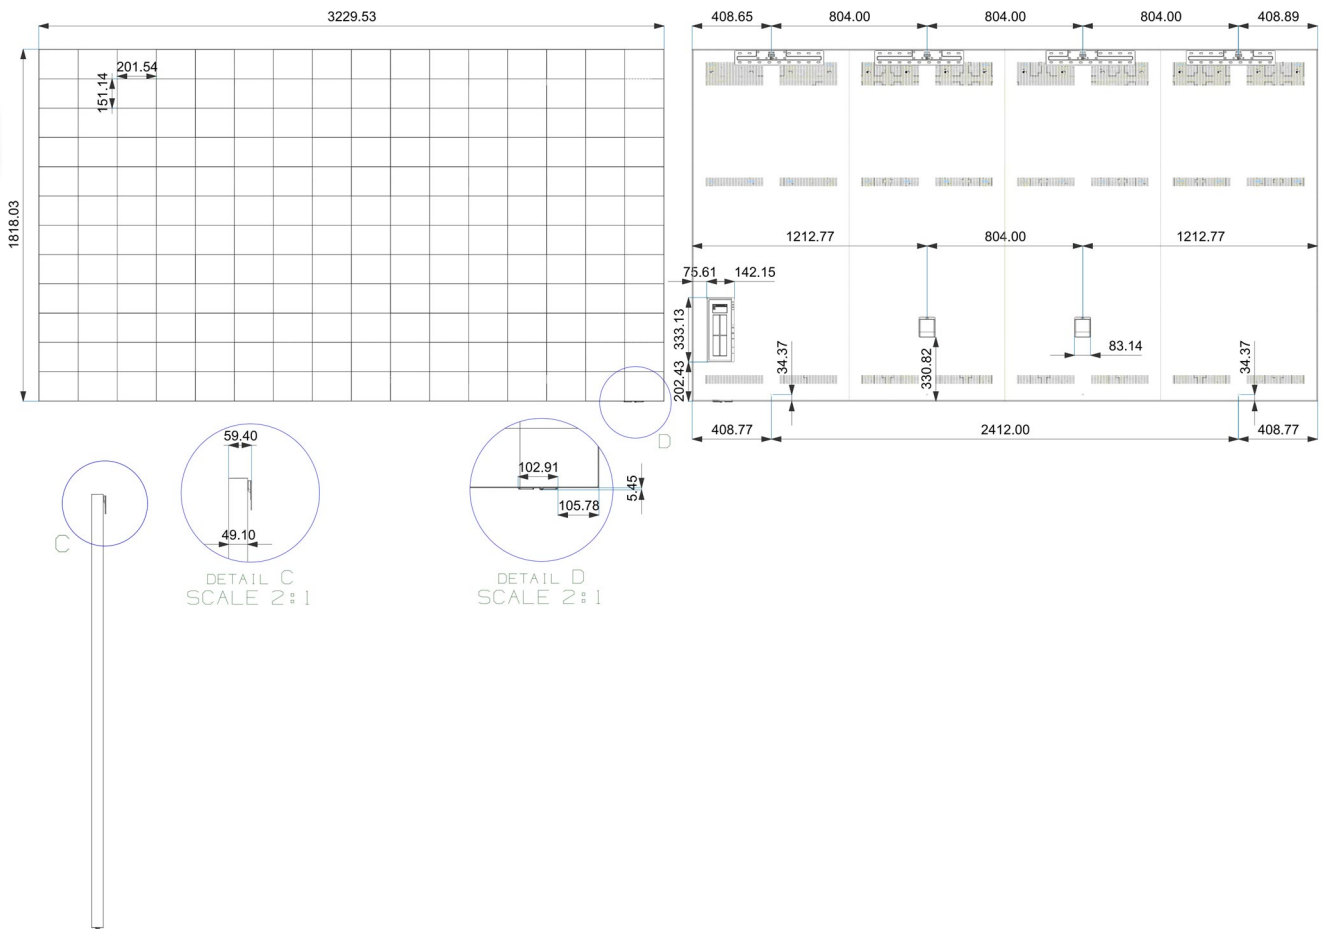 3229.53
408.65 804.00 804.00 804.00 408.89
201.54
151.14
1818.03
1212.77 804.00 1212.77
75.61 142.15
333.13
202.43
34.37
330.82
83.14
34.37
408.77 2412.00 408.77
D
59.40
49.10
102.91
5.45
105.78
C
DETAIL C
SCALE 2:1
DETAIL D
SCALE 2:1